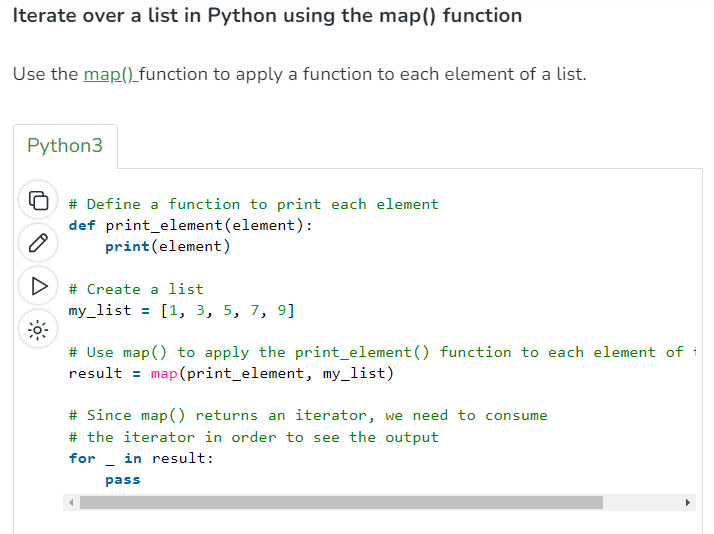 Iterate over a list in Python using the map() function
Use the map() function to apply a function to each element of a list.
Python3
# Define a function to print each element
def print_element(element):
    print(element)
# Create a list
my_list = [1, 3, 5, 7, 9]
# Use map() to apply the print_element() function to each element of
result = map(print_element, my_list)
# Since map() returns an iterator, we need to consume
# the iterator in order to see the output
for _ in result:
    pass